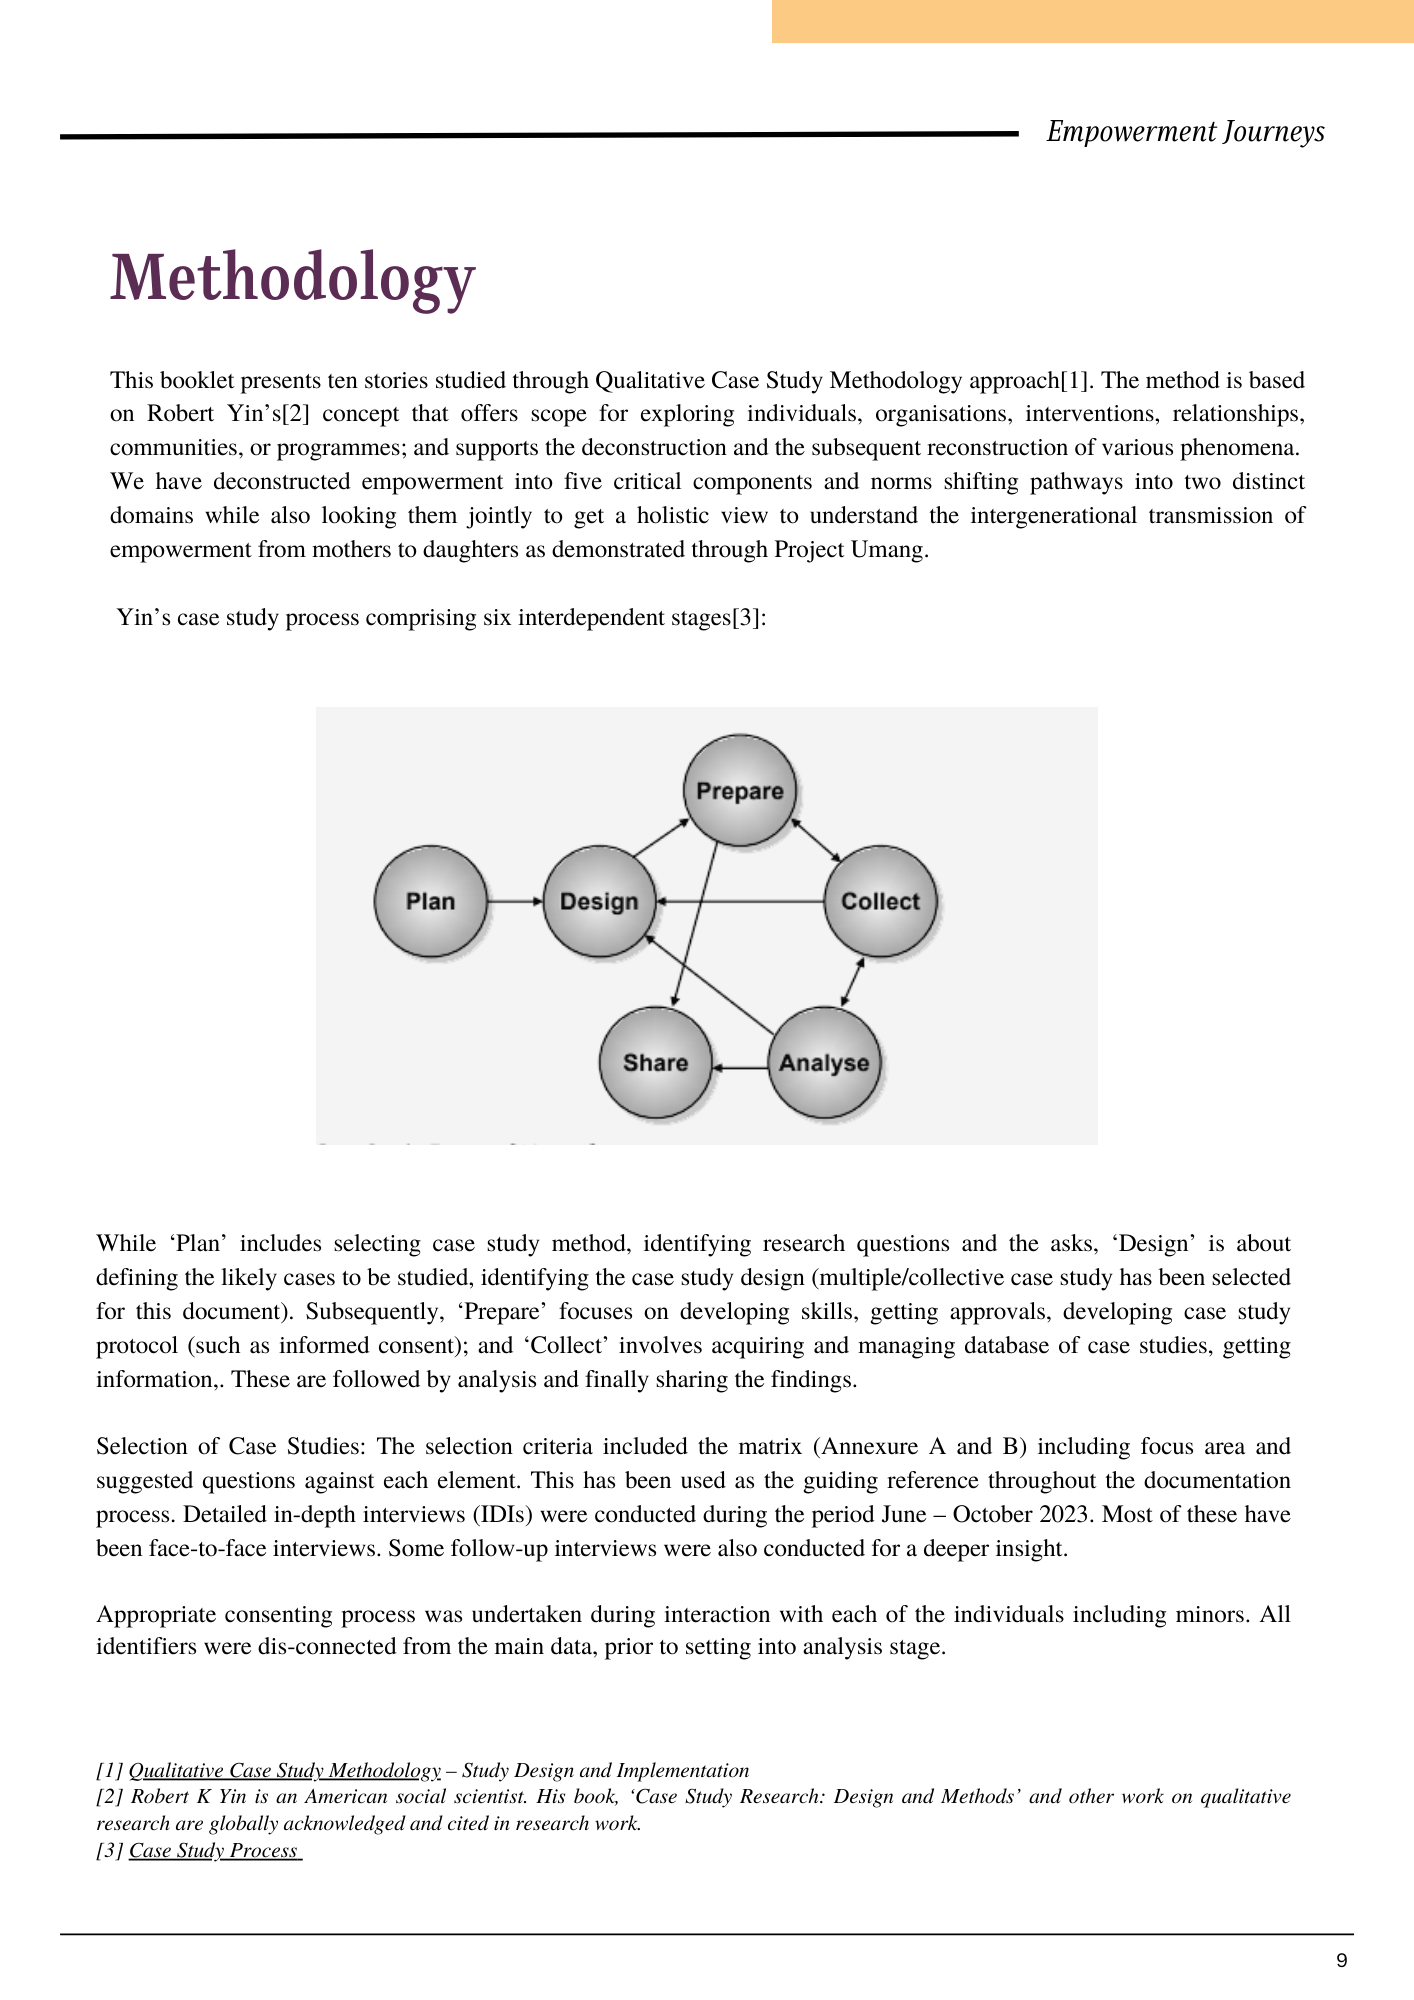 Empowerment Journeys
Methodology
This booklet presents ten stories studied through Qualitative Case Study Methodology approach[1]. The method is based
on Robert Yin’s[2] concept that offers scope for exploring individuals, organisations, interventions, relationships,
communities, or programmes; and supports the deconstruction and the subsequent reconstruction of various phenomena.
We have deconstructed empowerment into five critical components and norms shifting pathways into two distinct
domains while also looking them jointly to get a holistic view to understand the intergenerational transmission of
empowerment from mothers to daughters as demonstrated through Project Umang.
Yin’s case study process comprising six interdependent stages[3]:
Prepare
Plan
Design
Collect
Share
Analyse
While ‘Plan’ includes selecting case study method, identifying research questions and the asks, ‘Design’ is about
defining the likely cases to be studied, identifying the case study design (multiple/collective case study has been selected
for this document). Subsequently, ‘Prepare’ focuses on developing skills, getting approvals, developing case study
protocol (such as informed consent); and ‘Collect’ involves acquiring and managing database of case studies, getting
information,. These are followed by analysis and finally sharing the findings.
Selection of Case Studies: The selection criteria included the matrix (Annexure A and B) including focus area and
suggested questions against each element. This has been used as the guiding reference throughout the documentation
process. Detailed in-depth interviews (IDIs) were conducted during the period June – October 2023. Most of these have
been face-to-face interviews. Some follow-up interviews were also conducted for a deeper insight.
Appropriate consenting process was undertaken during interaction with each of the individuals including minors. All
identifiers were dis-connected from the main data, prior to setting into analysis stage.
[1] Qualitative Case Study Methodology – Study Design and Implementation
[2] Robert K Yin is an American social scientist. His book, ‘Case Study Research: Design and Methods’ and other work on qualitative
research are globally acknowledged and cited in research work.
[3] Case Study Process
9